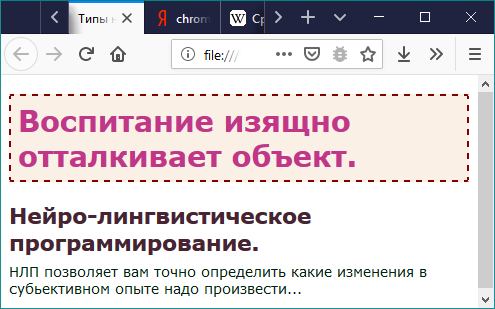 Типы н
chrom
Ср
file:///
Воспитание изящно
отталкивает объект.
Нейро-лингвистическое
программирование.
НЛП позволяет вам точно определить какие изменения в
субьективном опыте надо произвести...